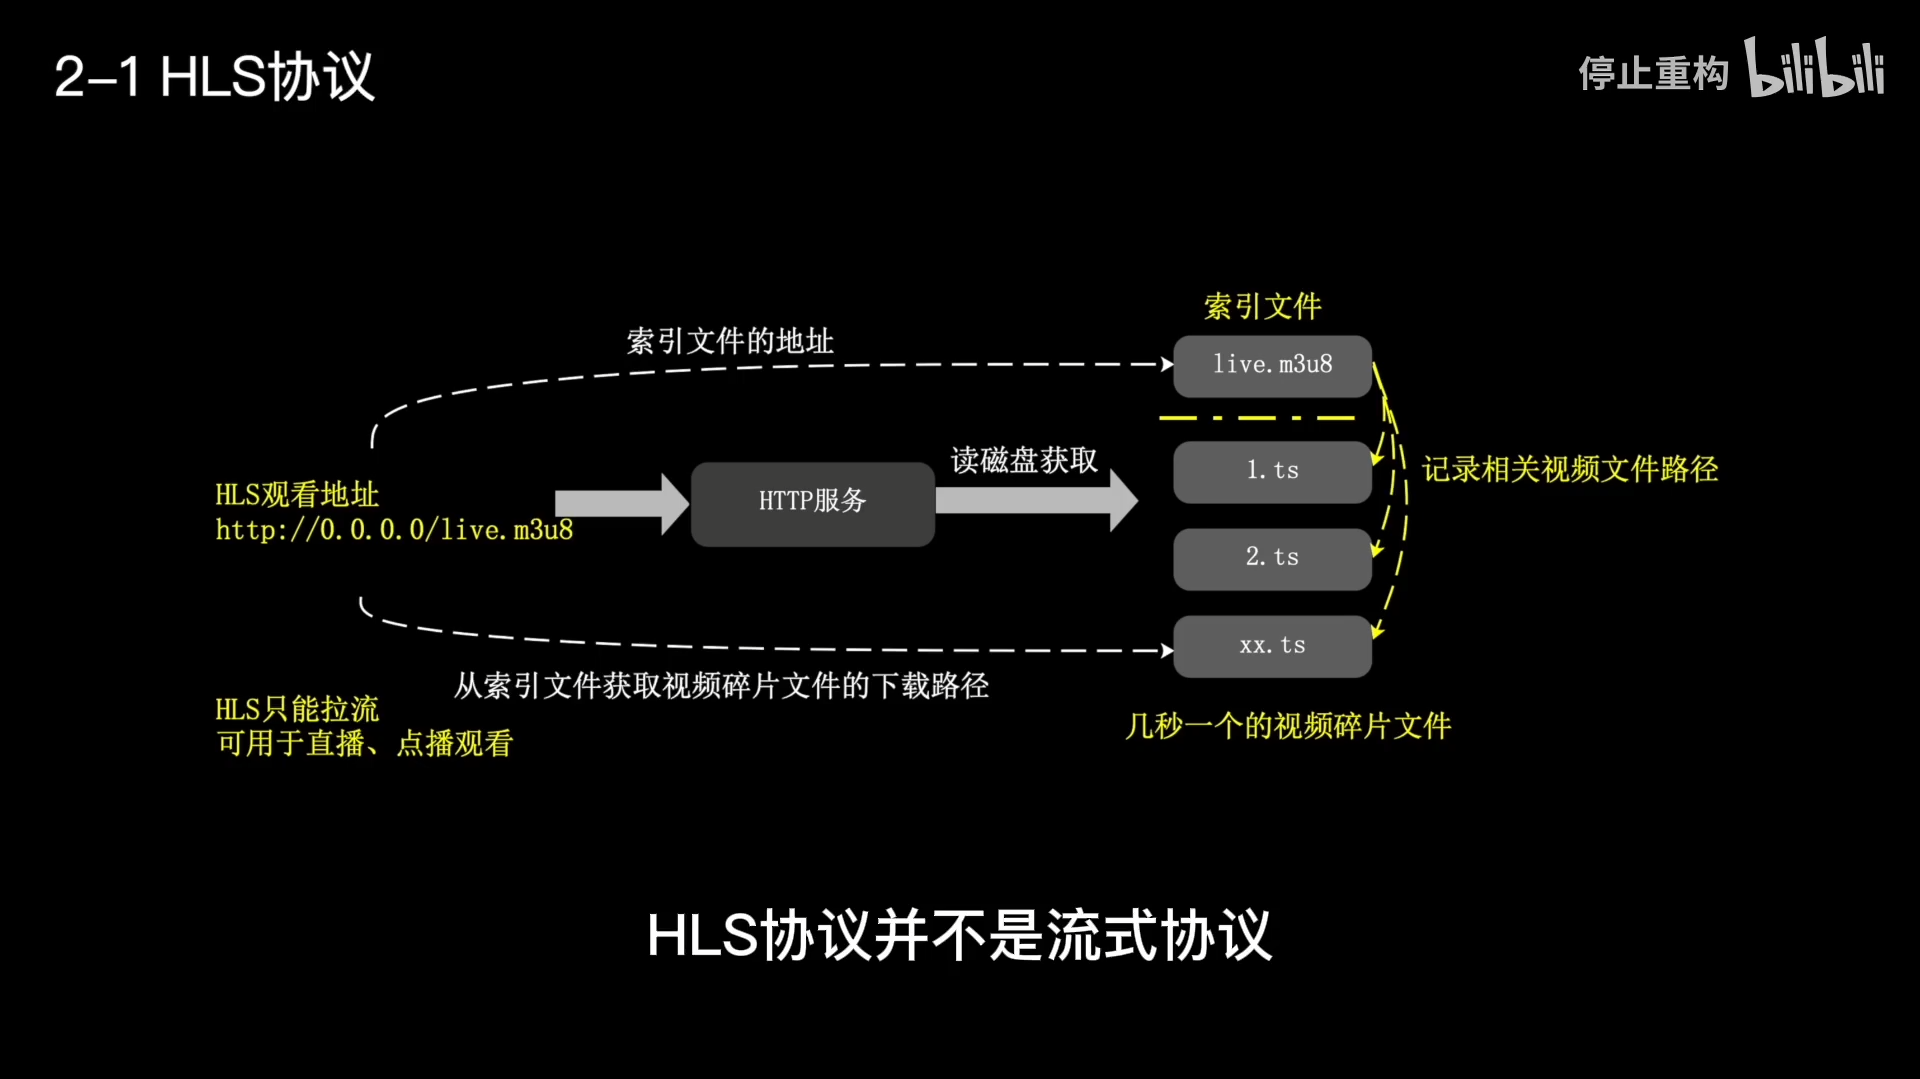 2-1 HLS协议
停止重构 bilibili
索引文件
索引文件的地址
live.m3u8
读磁盘获取
1.ts
记录相关视频文件路径
HLS观看地址
http://0.0.0.0/live.m3u8
HTTP服务
2.ts
xx.ts
从索引文件获取视频碎片文件的下载路径
HLS只能拉流
可用于直播、点播观看
几秒一个的视频碎片文件
HLS协议并不是流式协议